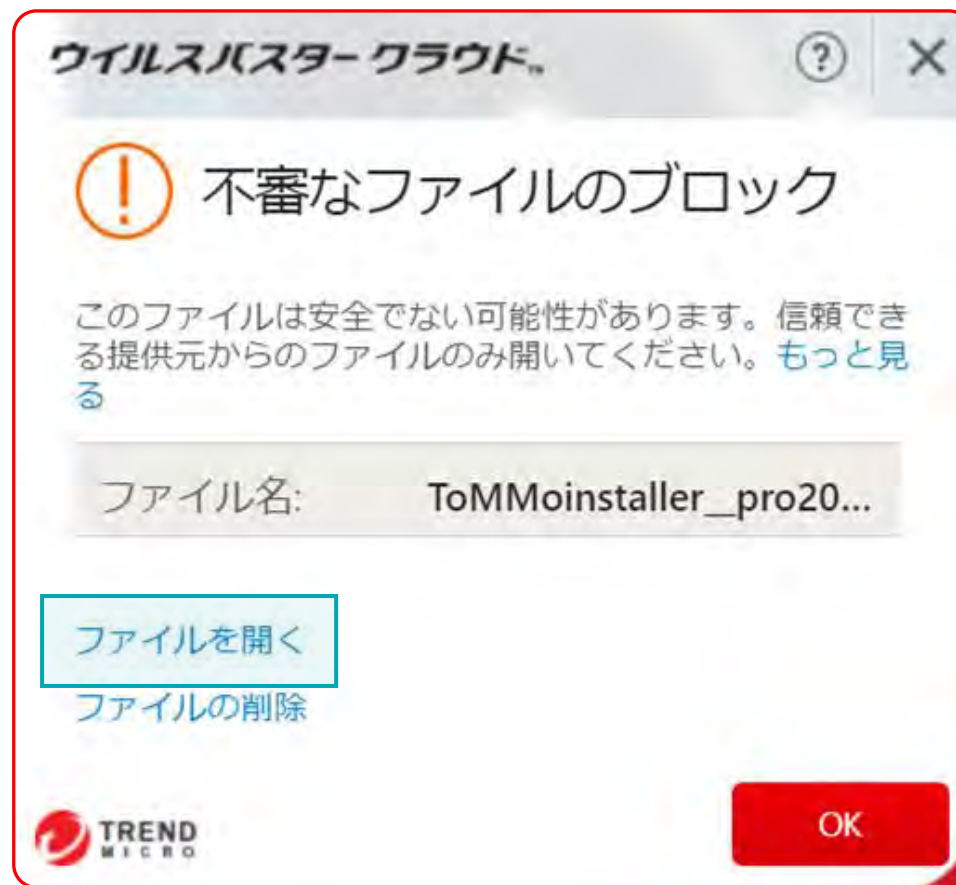 ウイルスバスター クラウド™
?
不審なファイルのブロック
このファイルは安全でない可能性があります。信頼でき
る提供元からのファイルのみ開いてください。もっと見
る
ファイル名: ToMMoinstaller__pro20...
ファイルを開く
ファイルの削除
TREND
MICRO
OK